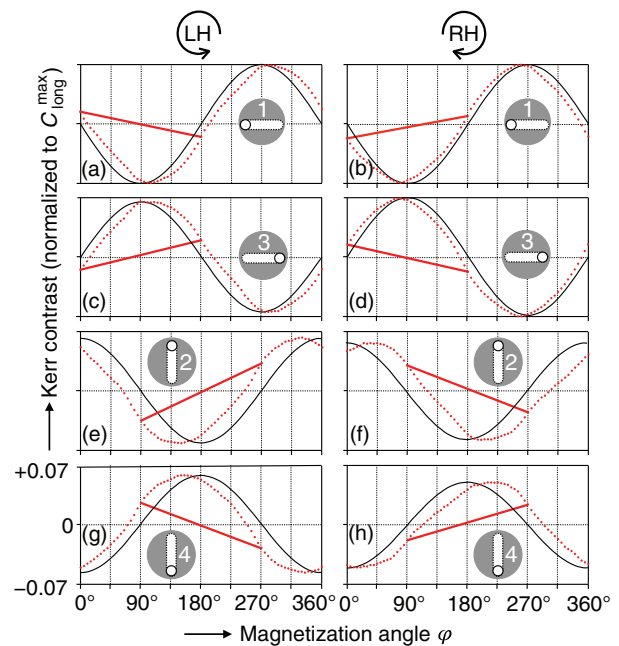 LH RH
Kerr contrast (normalized to C_long^max)
1 1
(a) (b)
3 3
(c) (d)
2 2
(e) (f)
+0.07
0
−0.07
(g) (h)
4 4
0° 90° 180° 270° 360° 0° 90° 180° 270° 360°
Magnetization angle φ